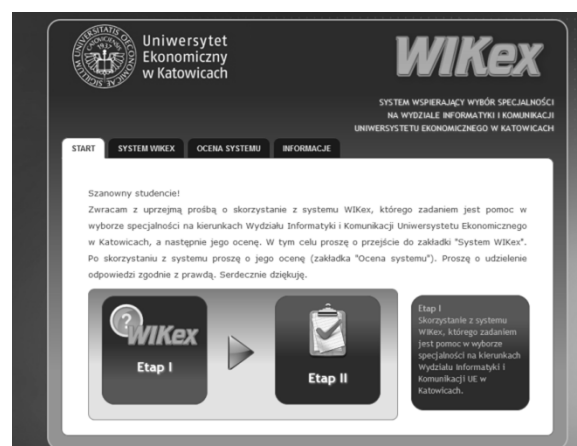 Uniwersytet
Ekonomiczny
w Katowicach
WIKex
SYSTEM WSPIERAJĄCY WYBÓR SPECJALNOŚCI
NA WYDZIALE INFORMATYKI I KOMUNIKACJI
UNIWERSYTETU EKONOMICZNEGO W KATOWICACH
START SYSTEM WIKEX OCENA SYSTEMU INFORMACJE
Szanowny studencie!
Zwracam z uprzejmą prośbą o skorzystanie z systemu WIKex, którego zadaniem jest pomoc w
wyborze specjalności na kierunkach Wydziału Informatyki i Komunikacji Uniwersystetu Ekonomicznego
w Katowicach, a następnie jego ocenę. W tym celu proszę o przejście do zakładki "System WIKex".
Po skorzystaniu z systemu proszę o jego ocenę (zakładka "Ocena systemu"). Proszę o udzielenie
odpowiedzi zgodnie z prawdą. Serdecznie dziękuję.
?
WIKex
Etap I
Etap II
Etap I
Skorzystanie z systemu
WIKex, którego zadaniem
jest pomoc w wyborze
specjalności na kierunkach
Wydziału Informatyki i
Komunikacji UE w
Katowicach.